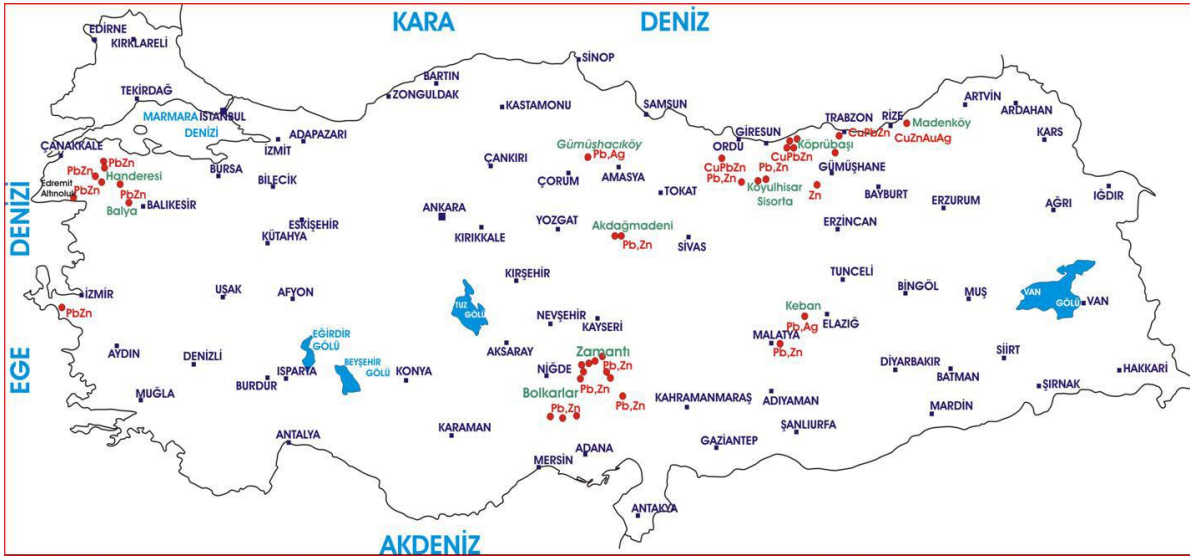 KARA DENİZ
EDİRNE
KIRKLARELİ
SİNOP
BARTIN
ZONGULDAK
KASTAMONU
TEKİRDAĞ
MARMARA
DENİZİ
İSTANBUL
SAMSUN
ARTVİN
ARDAHAN
RİZE
Madenköy
CuZnAuAg
TRABZON
CuPbZn
ADAPAZARI
İZMİT
GİRESUN
ORDU
Köprübaşı
CuPbZn
CuPbZn
KARS
ÇANAKKALE
PbZn
PbZn
Handeresi
Gümüşhacıköy
Pb,Ag
ÇANKIRI
ÇORUM
AMASYA
Pb,Zn
Pb,Zn
GÜMÜŞHANE
BURSA
BİLECİK
PbZn
PbZn
Edremit
Altınoluk
Balya
BALIKESİR
TOKAT
Koyulhisar
Sisorta
Zn
BAYBURT
ERZURUM
AĞRI
IĞDIR
ANKARA
ESKİŞEHİR
KÜTAHYA
KIRIKKALE
YOZGAT
Akdağmadeni
Pb,Zn
SİVAS
ERZİNCAN
EGE DENİZİ
KIRŞEHİR
TUNCELİ
BİNGÖL
MUŞ
VAN
GÖLÜ
VAN
İZMİR
PbZn
UŞAK
AFYON
TUZ
GÖLÜ
NEVŞEHİR
KAYSERİ
Keban
Pb,Ag
ELAZIĞ
MALATYA
Pb,Zn
EĞİRDİR
GÖLÜ
BEYŞEHİR
GÖLÜ
AYDIN
DENİZLİ
BURDUR
ISPARTA
KONYA
AKSARAY
NİĞDE
Zamantı
Pb,Zn
Pb,Zn
Bolkarlar
Pb,Zn
Pb,Zn
DİYARBAKIR
BATMAN
SİİRT
HAKKARİ
ŞIRNAK
MARDİN
MUĞLA
KAHRAMANMARAŞ
ADIYAMAN
ŞANLIURFA
GAZİANTEP
ANTALYA
KARAMAN
MERSİN
ADANA
ANTAKYA
AKDENİZ